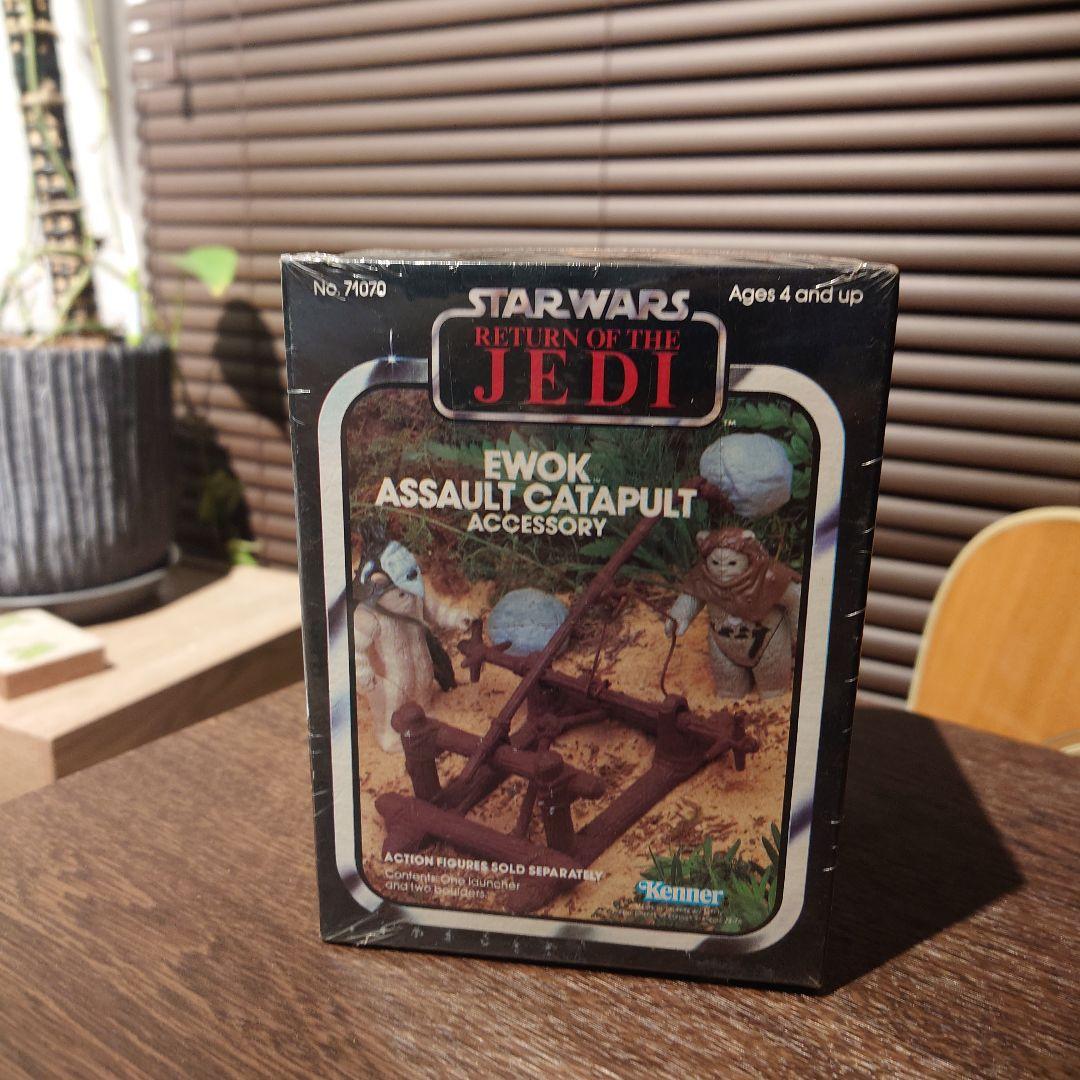 No. 71070
STAR WARS
Ages 4 and up
RETURN OF THE
JEDI
TM
EWOK
ASSAULT CATAPULT
ACCESSORY
ACTION FIGURES SOLD SEPARATELY
Contents: One launcher
and two boulders.
Kenner